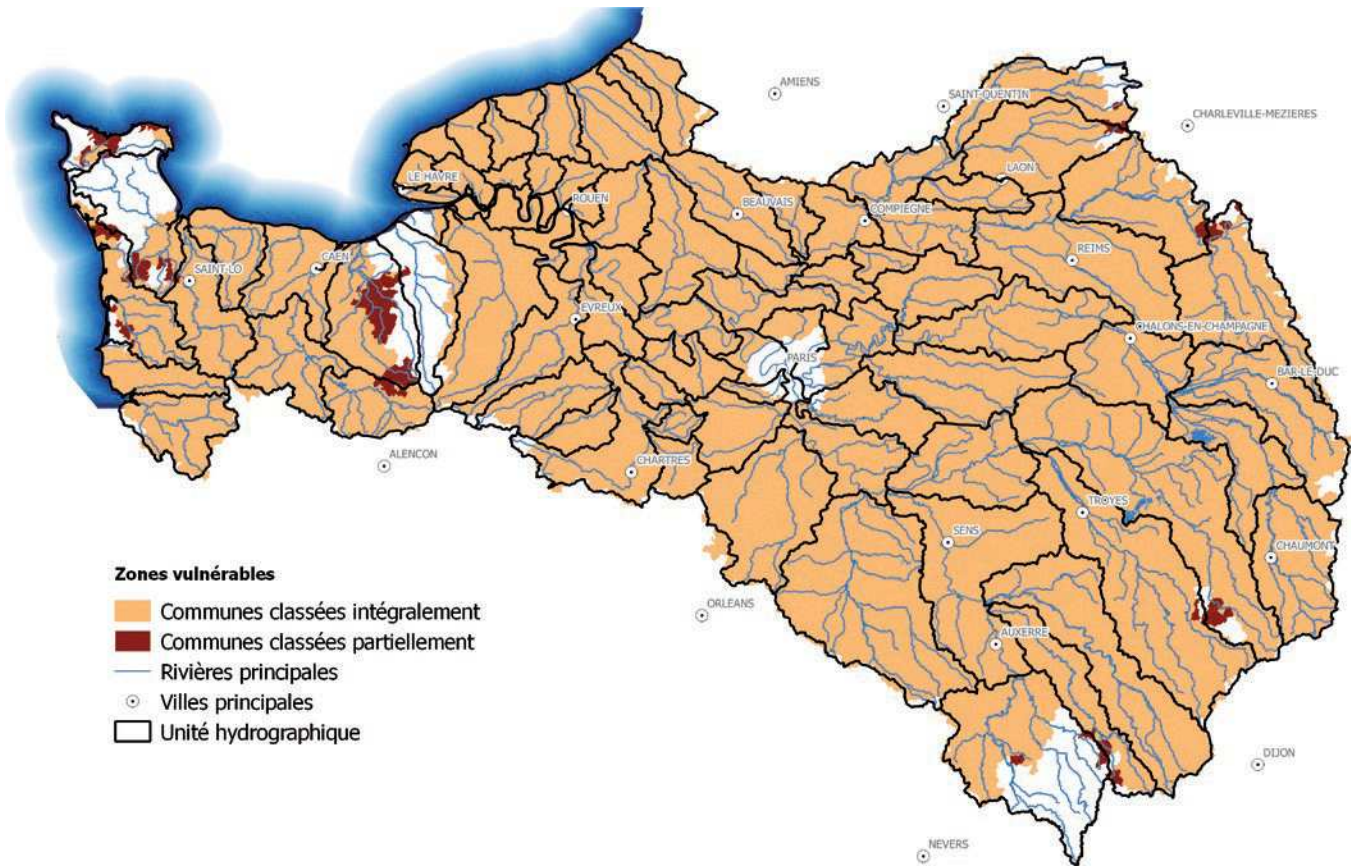 AMIENS
SAINT-QUENTIN
CHARLEVILLE-MEZIERES
LAON
LE HAVRE
ROUEN
BEAUVAIS
COMPIEGNE
REIMS
CAEN
SAINT-LO
EVREUX
CHALONS-EN-CHAMPAGNE
PARIS
BAR-LE-DUC
ALENCON
CHARTRES
TROYES
SENS
CHAUMONT
ORLEANS
AUXERRE
DIJON
NEVERS
Zones vulnérables
Communes classées intégralement
Communes classées partiellement
Rivières principales
Villes principales
Unité hydrographique